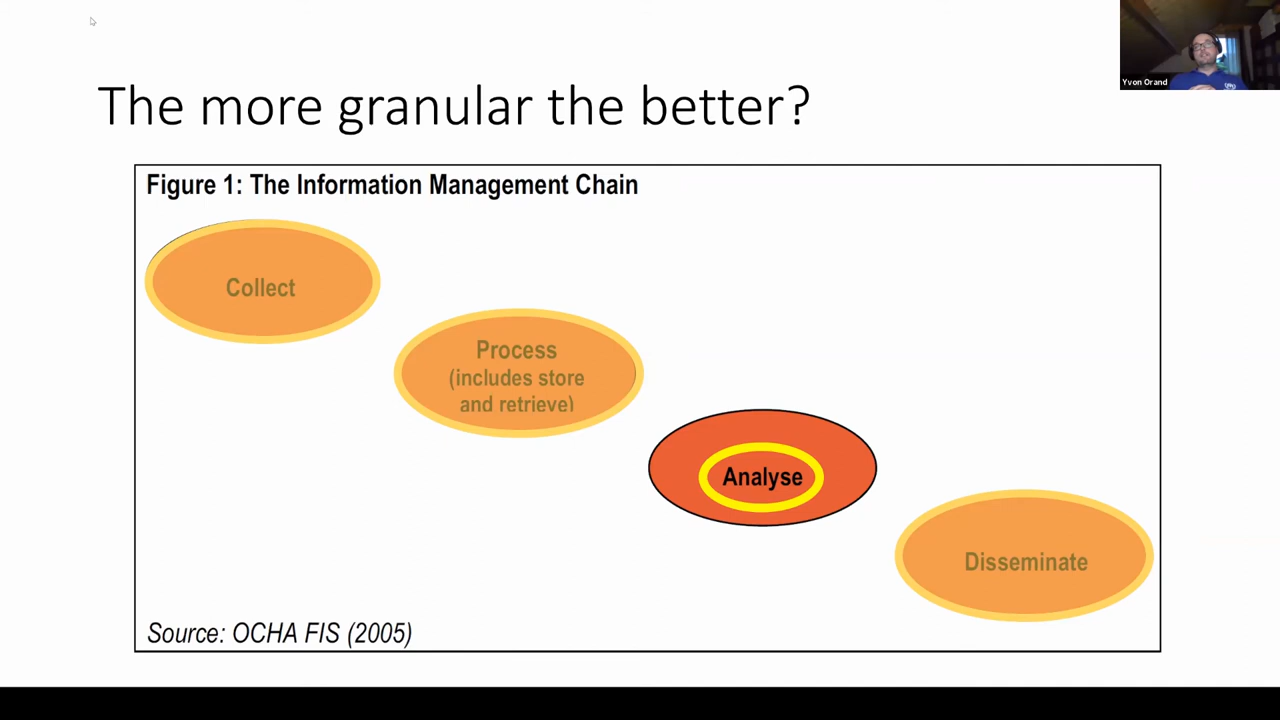 The more granular the better?
Yvon Orand
Figure 1: The Information Management Chain
Collect
Process
(includes store
and retrieve)
Analyse
Disseminate
Source: OCHA FIS (2005)